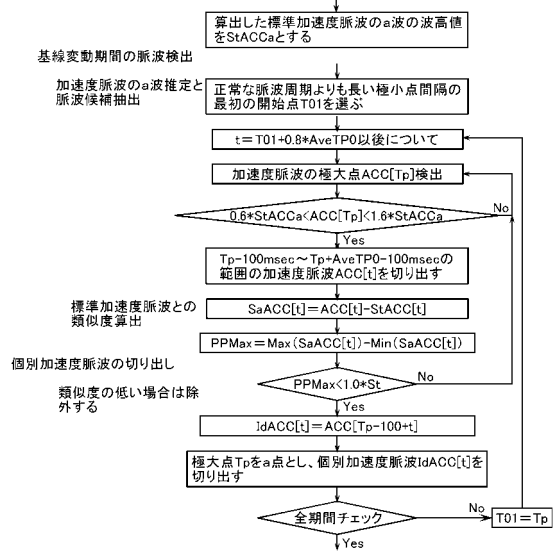 算出した標準加速度脈波のa波の波高値
をStACCaとする
基線変動期間の脈波検出
加速度脈波のa波推定と
脈波候補抽出
正常な脈波周期よりも長い極小点間隔の
最初の開始点T01を選ぶ
t=T01+0.8*AveTP0以後について
加速度脈波の極大点ACC[Tp]検出
0.6*StACCa<ACC[Tp]<1.6*StACCa
No
Yes
Tp-100msec～Tp+AveTP0-100msecの
範囲の加速度脈波ACC[t]を切り出す
標準加速度脈波との
類似度算出
SaACC[t]=ACC[t]-StACC[t]
PPMax=Max(SaACC[t])-Min(SaACC[t])
個別加速度脈波の切り出し
類似度の低い場合は除
外する
PPMax<1.0*St
No
Yes
IdACC[t]=ACC[Tp-100+t]
極大点Tpをa点とし、個別加速度脈波IdACC[t]を
切り出す
全期間チェック
No
T01=Tp
Yes